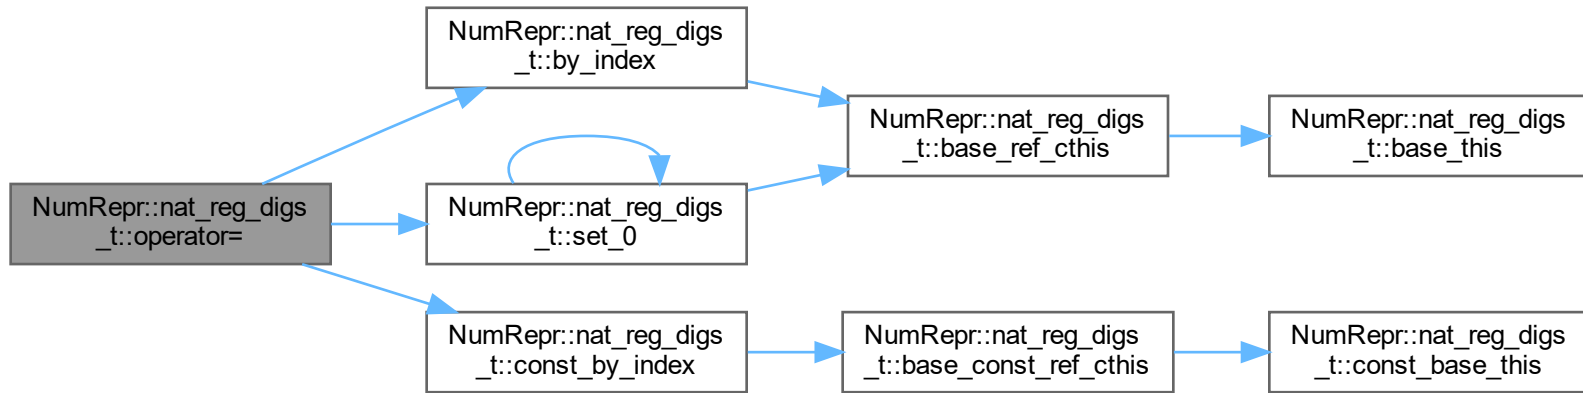 NumRepr::nat_reg_digs
_t::operator=
NumRepr::nat_reg_digs
_t::by_index
NumRepr::nat_reg_digs
_t::set_0
NumRepr::nat_reg_digs
_t::const_by_index
NumRepr::nat_reg_digs
_t::base_ref_cthis
NumRepr::nat_reg_digs
_t::base_const_ref_cthis
NumRepr::nat_reg_digs
_t::base_this
NumRepr::nat_reg_digs
_t::const_base_this